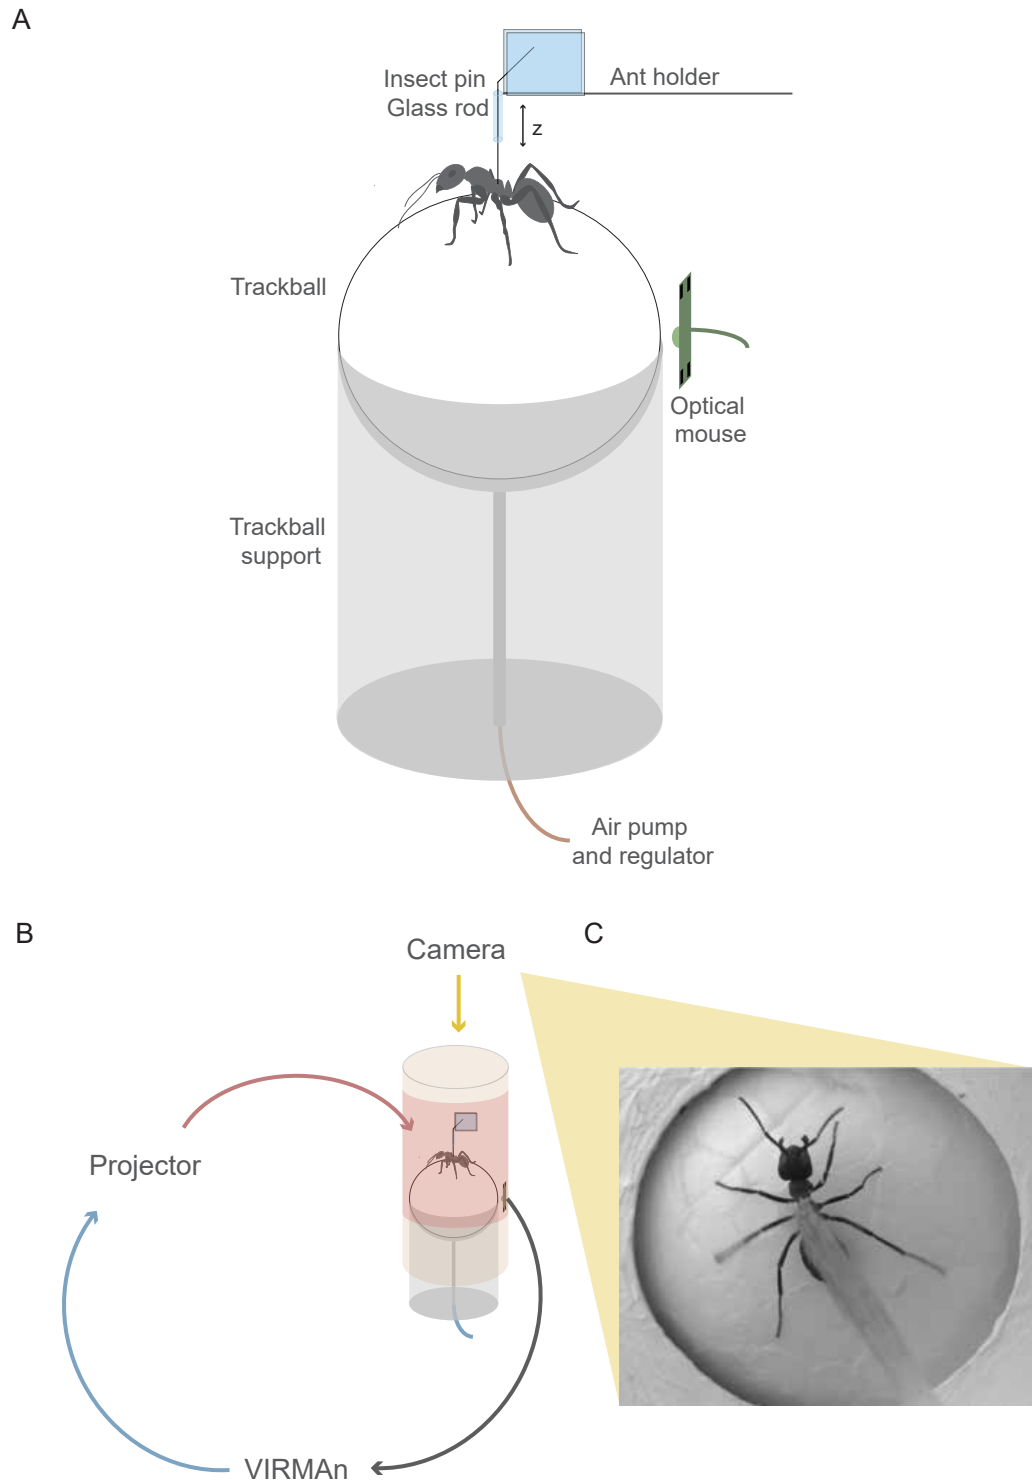 A
Insect pin
Glass rod
Ant holder
z
Trackball
Optical
mouse
Trackball
support
Air pump
and regulator
B
Camera
C
Projector
VIRMAn